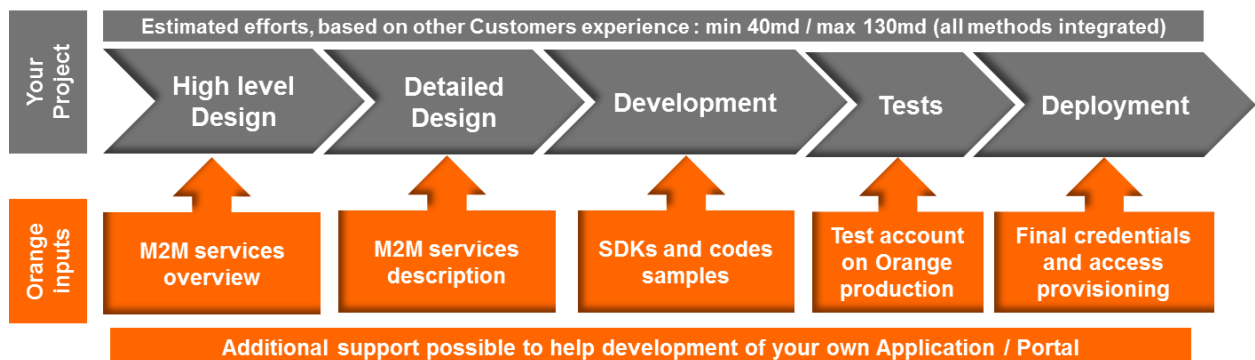 Estimated efforts, based on other Customers experience : min 40md / max 130md (all methods integrated)
Your
Project
High level
Design
Detailed
Design
Development
Tests
Deployment
Orange
inputs
M2M services
overview
M2M services
description
SDKs and codes
samples
Test account
on Orange
production
Final credentials
and access
provisioning
Additional support possible to help development of your own Application / Portal